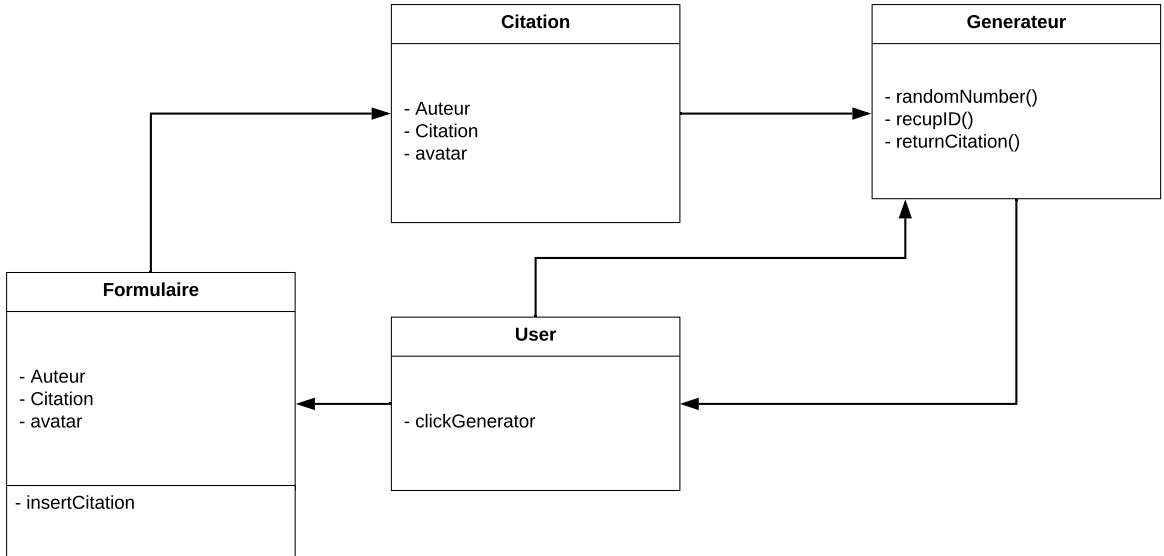 Citation
- Auteur
- Citation
- avatar
Generateur
- randomNumber()
- recupID()
- returnCitation()
Formulaire
- Auteur
- Citation
- avatar
- insertCitation
User
- clickGenerator